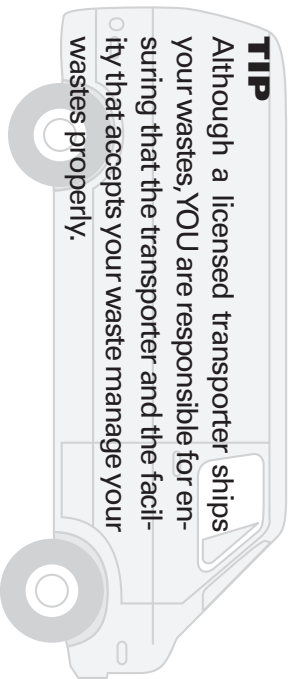 TIP
Although a licensed transporter ships
your wastes, YOU are responsible for en-
suring that the transporter and the facil-
ity that accepts your waste manage your
wastes properly.